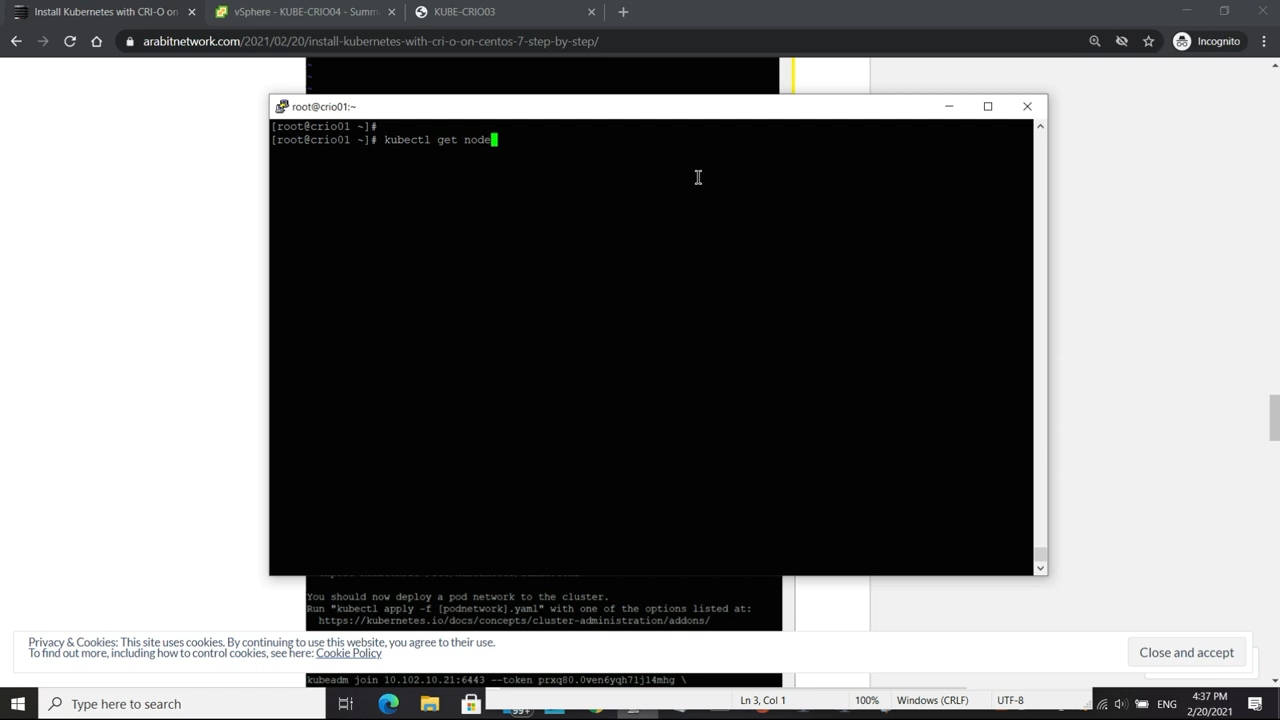 Install Kubernetes with CRI-O on
vSphere - KUBE-CRIO04 - Summ
KUBE-CRIO03
arabitnetwork.com/2021/02/20/install-kubernetes-with-cri-o-on-centos-7-step-by-step/
Incognito
root@crio01:~
[root@crio01 ~]#
[root@crio01 ~]# kubectl get node
You should now deploy a pod network to the cluster.
Run "kubectl apply -f [podnetwork].yaml" with one of the options listed at:
https://kubernetes.io/docs/concepts/cluster-administration/addons/
Privacy & Cookies: This site uses cookies. By continuing to use this website, you agree to their use.
To find out more, including how to control cookies, see here: Cookie Policy
Close and accept
kubeadm join 10.102.10.21:6443 --token prxq80.0ven6yqh7lj14mhg \
Ln 3, Col 1
100%
Windows (CRLF)
UTF-8
Type here to search
99+
ENG
4:37 PM
2/20/2021